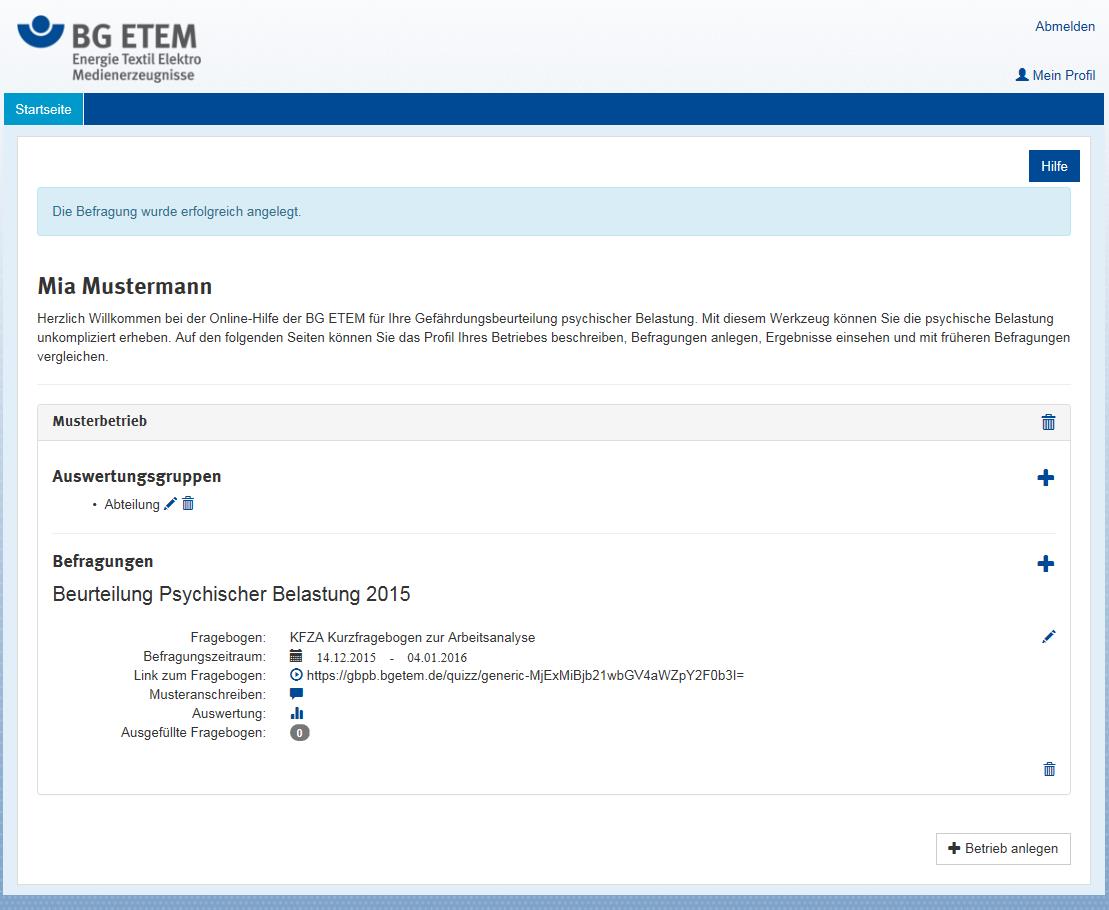 BG ETEM
Energie Textil Elektro
Medienerzeugnisse
Abmelden
Mein Profil
Startseite
Hilfe
Die Befragung wurde erfolgreich angelegt.
Mia Mustermann
Herzlich Willkommen bei der Online-Hilfe der BG ETEM für Ihre Gefährdungsbeurteilung psychischer Belastung. Mit diesem Werkzeug können Sie die psychische Belastung
unkompliziert erheben. Auf den folgenden Seiten können Sie das Profil Ihres Betriebes beschreiben, Befragungen anlegen, Ergebnisse einsehen und mit früheren Befragungen
vergleichen.
Musterbetrieb
Auswertungsgruppen
• Abteilung
Befragungen
Beurteilung Psychischer Belastung 2015
Fragebogen: KFZA Kurzfragebogen zur Arbeitsanalyse
Befragungszeitraum: 14.12.2015 - 04.01.2016
Link zum Fragebogen: https://gbpb.bgetem.de/quizz/generic-MjExMiBjb21wbGV4aWZpY2F0b3I=
Musteranschreiben:
Auswertung:
Ausgefüllte Fragebogen: 0
Betrieb anlegen